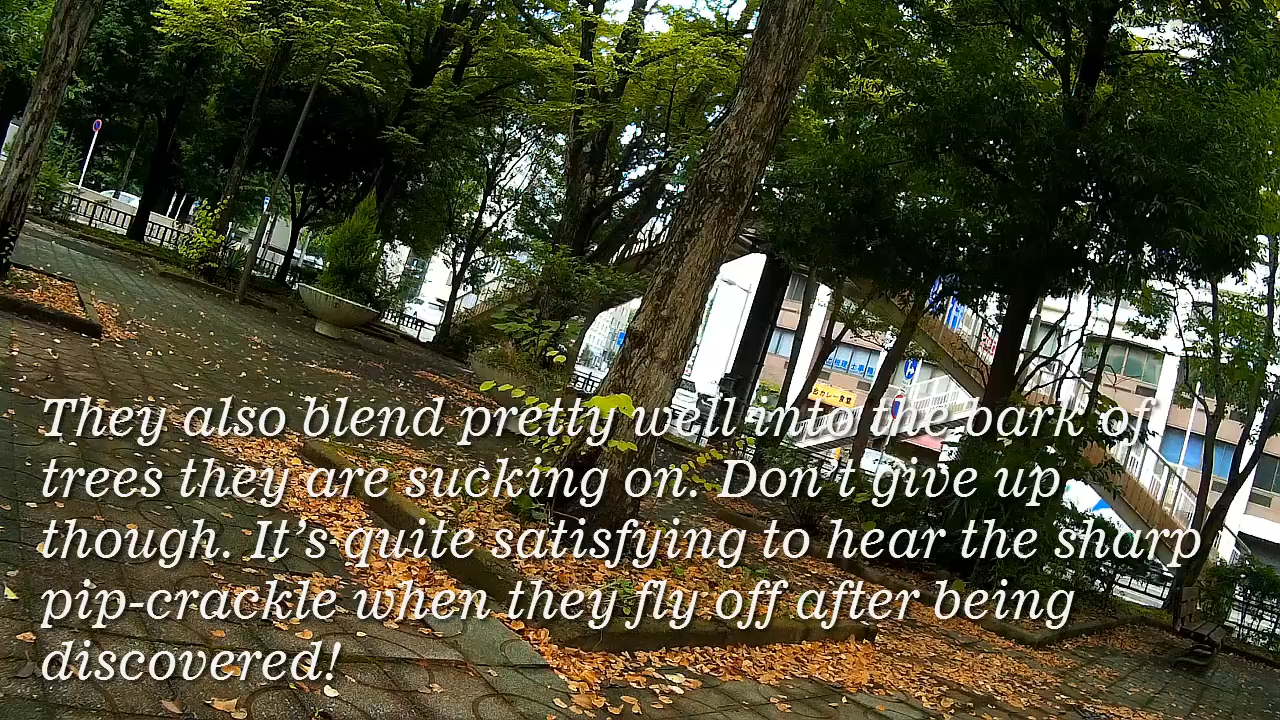 They also blend pretty well into the bark of
trees they are sucking on. Don't give up
though. It's quite satisfying to hear the sharp
pip-crackle when they fly off after being
discovered!